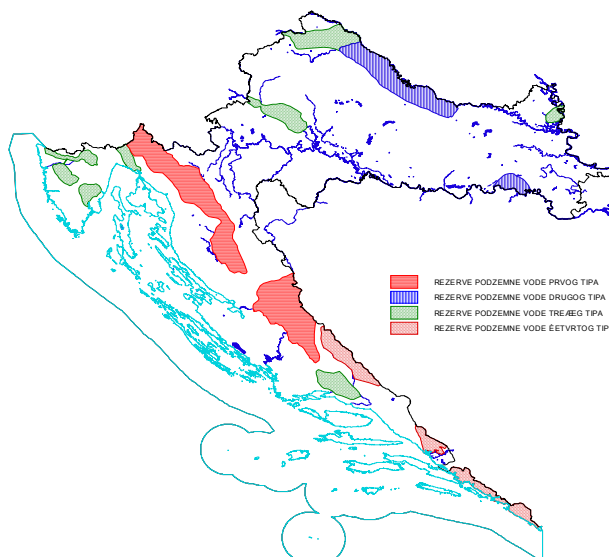 REZERVE PODZEMNE VODE PRVOG TIPA
REZERVE PODZEMNE VODE DRUGOG TIPA
REZERVE PODZEMNE VODE TREÆEG TIPA
REZERVE PODZEMNE VODE ÈETVRTOG TIP